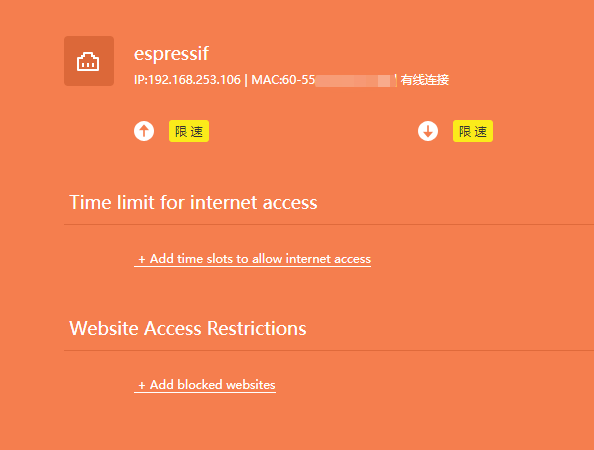 espressif
IP:192.168.253.106 | MAC:60-55 | 有线连接
限速 限速
Time limit for internet access
+ Add time slots to allow internet access
Website Access Restrictions
+ Add blocked websites